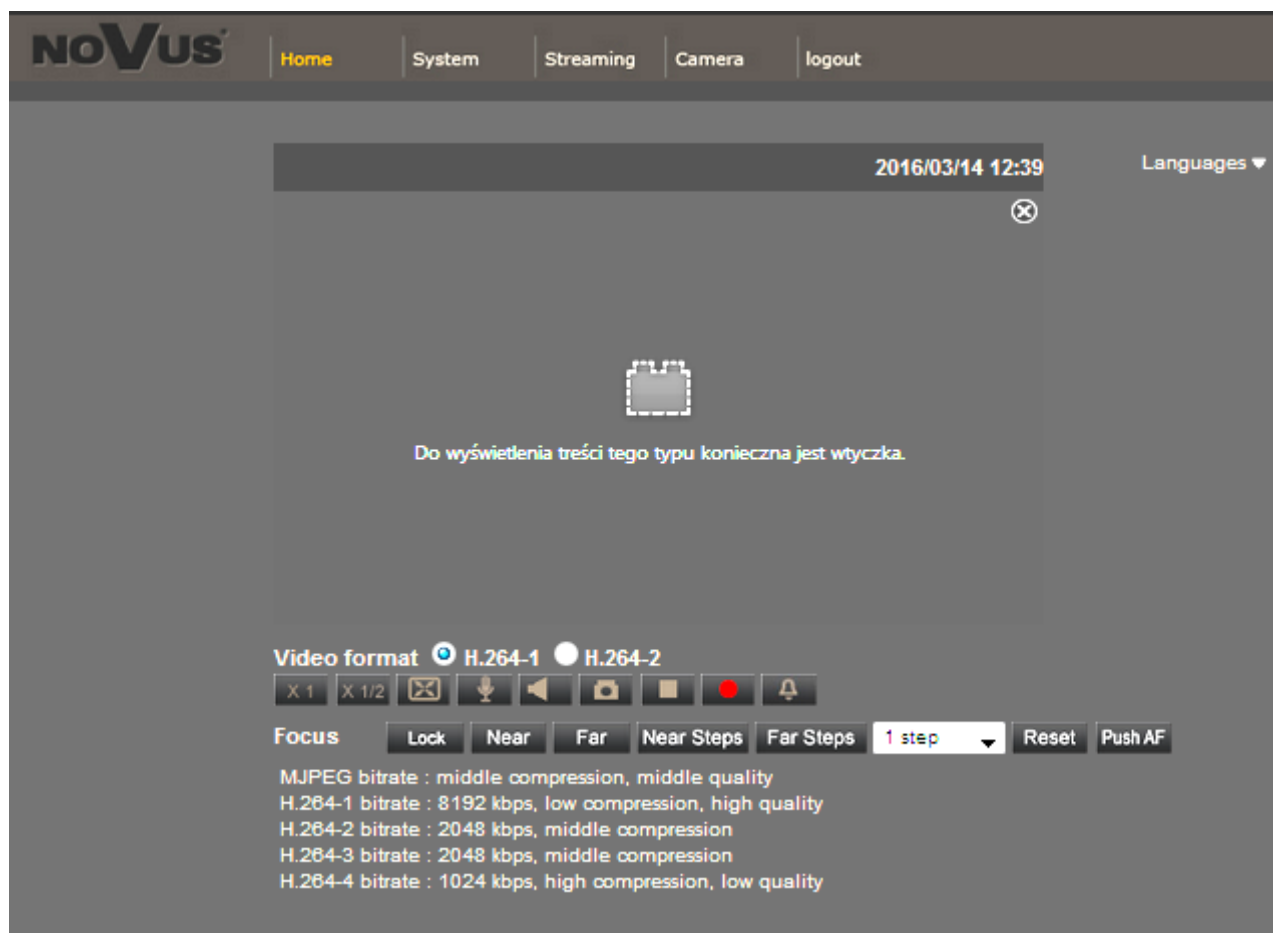 NOVUS
Home System Streaming Camera logout
2016/03/14 12:39
Languages
Do wyświetlenia treści tego typu konieczna jest wtyczka.
Video format H.264-1 H.264-2
X 1 X 1/2
Focus Lock Near Far Near Steps Far Steps 1 step Reset Push AF
MJPEG bitrate : middle compression, middle quality
H.264-1 bitrate : 8192 kbps, low compression, high quality
H.264-2 bitrate : 2048 kbps, middle compression
H.264-3 bitrate : 2048 kbps, middle compression
H.264-4 bitrate : 1024 kbps, high compression, low quality